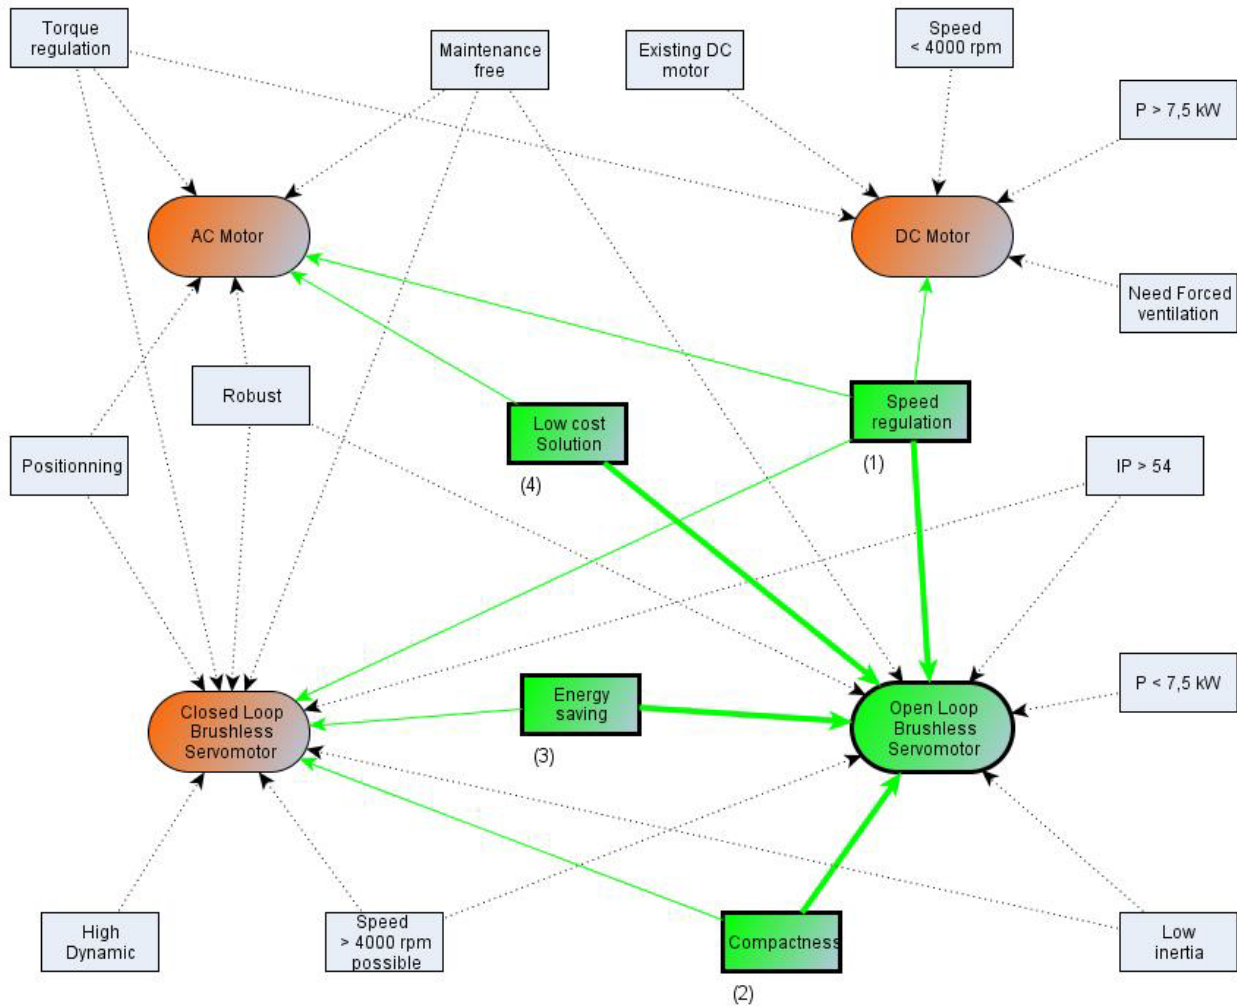 Torque
regulation
Maintenance
free
Existing DC
motor
Speed
< 4000 rpm
P > 7,5 kW
AC Motor
DC Motor
Need Forced
ventilation
Robust
Low cost
Solution
(4)
Speed
regulation
(1)
Positionning
IP > 54
Closed Loop
Brushless
Servomotor
Energy
saving
(3)
Open Loop
Brushless
Servomotor
P < 7,5 kW
High
Dynamic
Speed
> 4000 rpm
possible
Compactness
(2)
Low
inertia